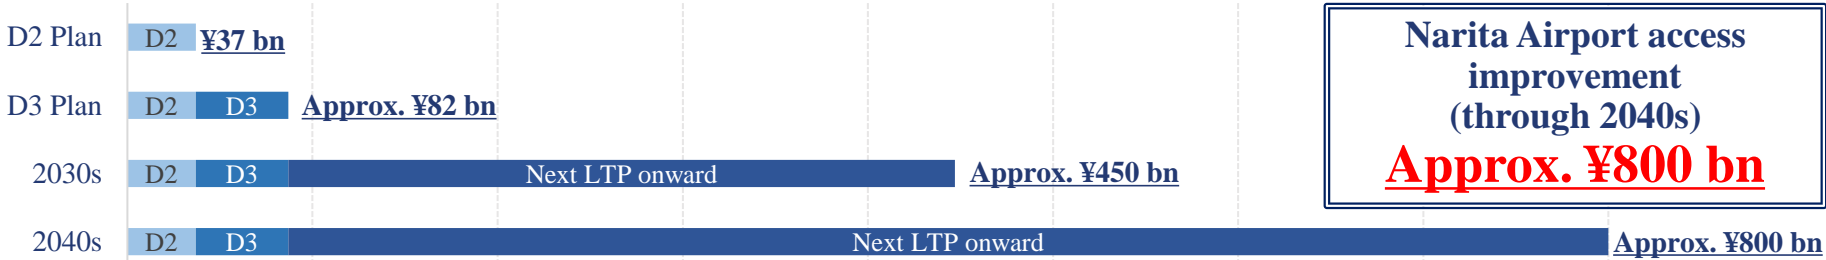 D2 Plan D2 ¥37 bn
D3 Plan D2 D3 Approx. ¥82 bn
2030s D2 D3 Next LTP onward Approx. ¥450 bn
2040s D2 D3 Next LTP onward Approx. ¥800 bn
Narita Airport access
improvement
(through 2040s)
Approx. ¥800 bn